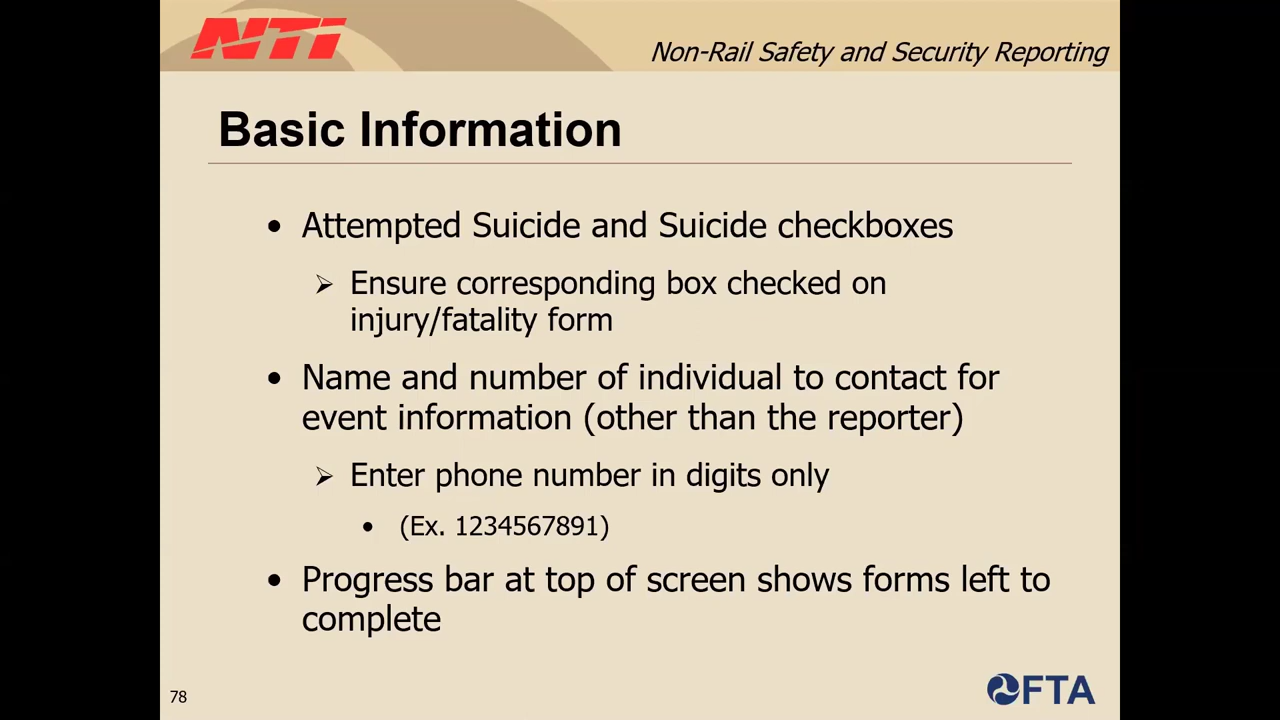 NTI
Non-Rail Safety and Security Reporting
Basic Information
• Attempted Suicide and Suicide checkboxes
➢ Ensure corresponding box checked on
injury/fatality form
• Name and number of individual to contact for
event information (other than the reporter)
➢ Enter phone number in digits only
• (Ex. 1234567891)
• Progress bar at top of screen shows forms left to
complete
78
FTA